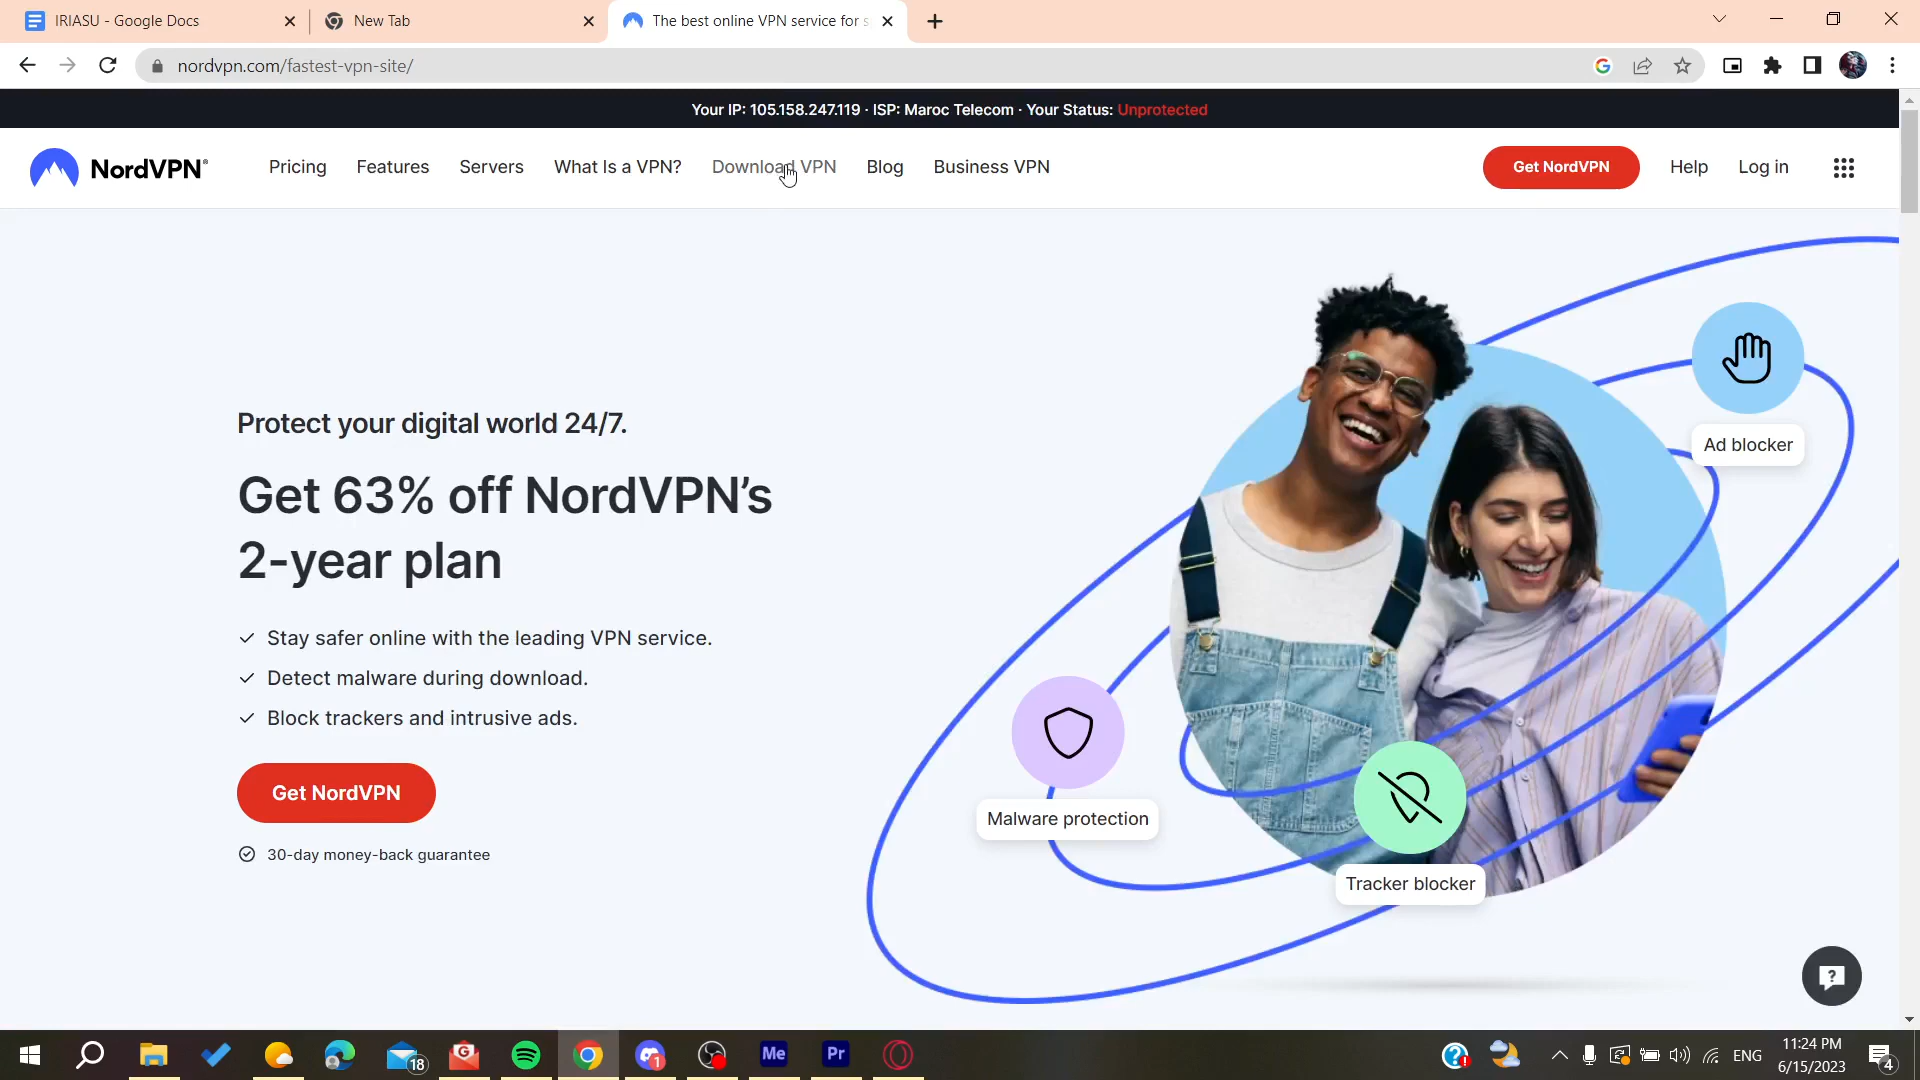 IRIASU - Google Docs
New Tab
The best online VPN service for s
nordvpn.com/fastest-vpn-site/
Your IP: 105.158.247.119 · ISP: Maroc Telecom · Your Status: Unprotected
NordVPN®
Pricing
Features
Servers
What Is a VPN?
Download VPN
Blog
Business VPN
Get NordVPN
Help
Log in
Protect your digital world 24/7.
Get 63% off NordVPN’s
2-year plan
Stay safer online with the leading VPN service.
Detect malware during download.
Block trackers and intrusive ads.
Get NordVPN
30-day money-back guarantee
Ad blocker
Malware protection
Tracker blocker
18
G
1
Me
Pr
ENG
11:24 PM
6/15/2023
4